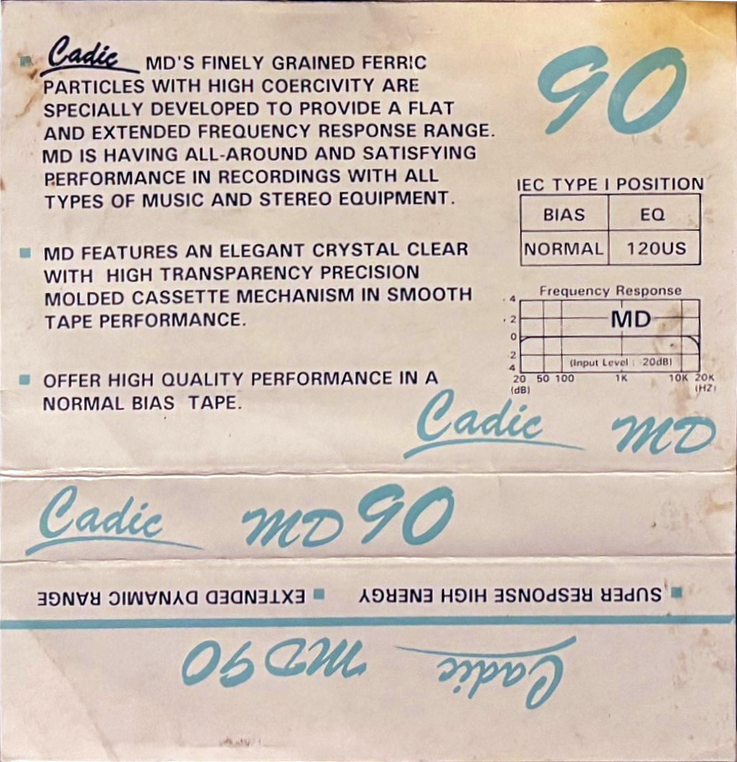 Cadic MD'S FINELY GRAINED FERRIC
PARTICLES WITH HIGH COERCIVITY ARE
SPECIALLY DEVELOPED TO PROVIDE A FLAT
AND EXTENDED FREQUENCY RESPONSE RANGE.
MD IS HAVING ALL-AROUND AND SATISFYING
PERFORMANCE IN RECORDINGS WITH ALL
TYPES OF MUSIC AND STEREO EQUIPMENT.
MD FEATURES AN ELEGANT CRYSTAL CLEAR
WITH HIGH TRANSPARENCY PRECISION
MOLDED CASSETTE MECHANISM IN SMOOTH
TAPE PERFORMANCE.
OFFER HIGH QUALITY PERFORMANCE IN A
NORMAL BIAS TAPE.
90
IEC TYPE I POSITION
BIAS EQ
NORMAL 120US
Frequency Response
4
2
0
-2
-4
MD
(Input Level : -20dB)
20 50 100 1K 10K 20K
(dB) (HZ)
Cadic MD
Cadic MD 90
SUPER RESPONSE HIGH ENERGY EXTENDED DYNAMIC RANGE
Cadic MD 90